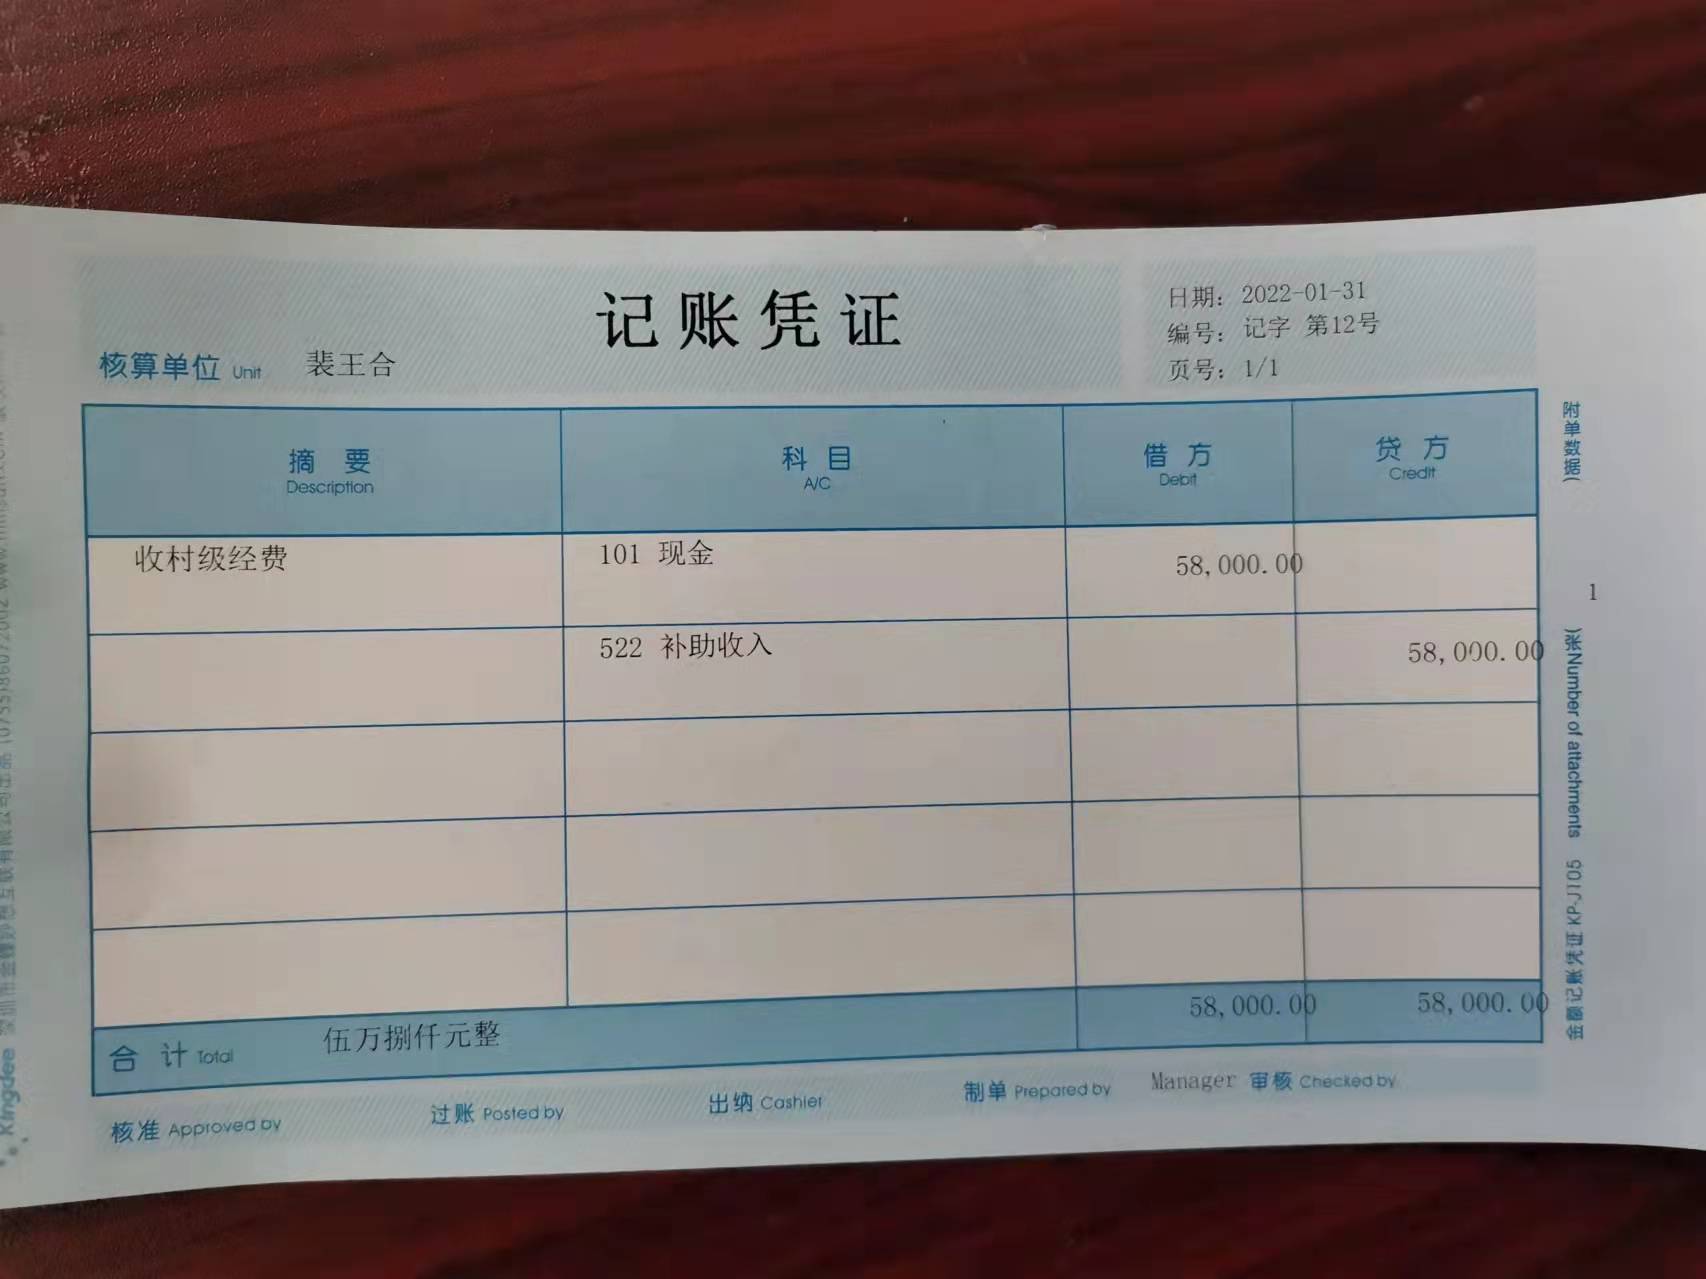 记账凭证
日期：2022-01-31
编号：记字 第12号
页号：1/1
核算单位 Unit 裴王合
摘要 科目 借方 贷方
Description A/C Debit Credit
收村级经费 101 现金 58,000.00
522 补助收入 58,000.00
合计 Total 伍万捌仟元整 58,000.00 58,000.00
核准 Approved by 过账 Posted by 出纳 Cashier 制单 Prepared by Manager 审核 Checked by
附单数据(
1
张)Number of attachments
金蝶记账凭证 KP-J105
Kingdee